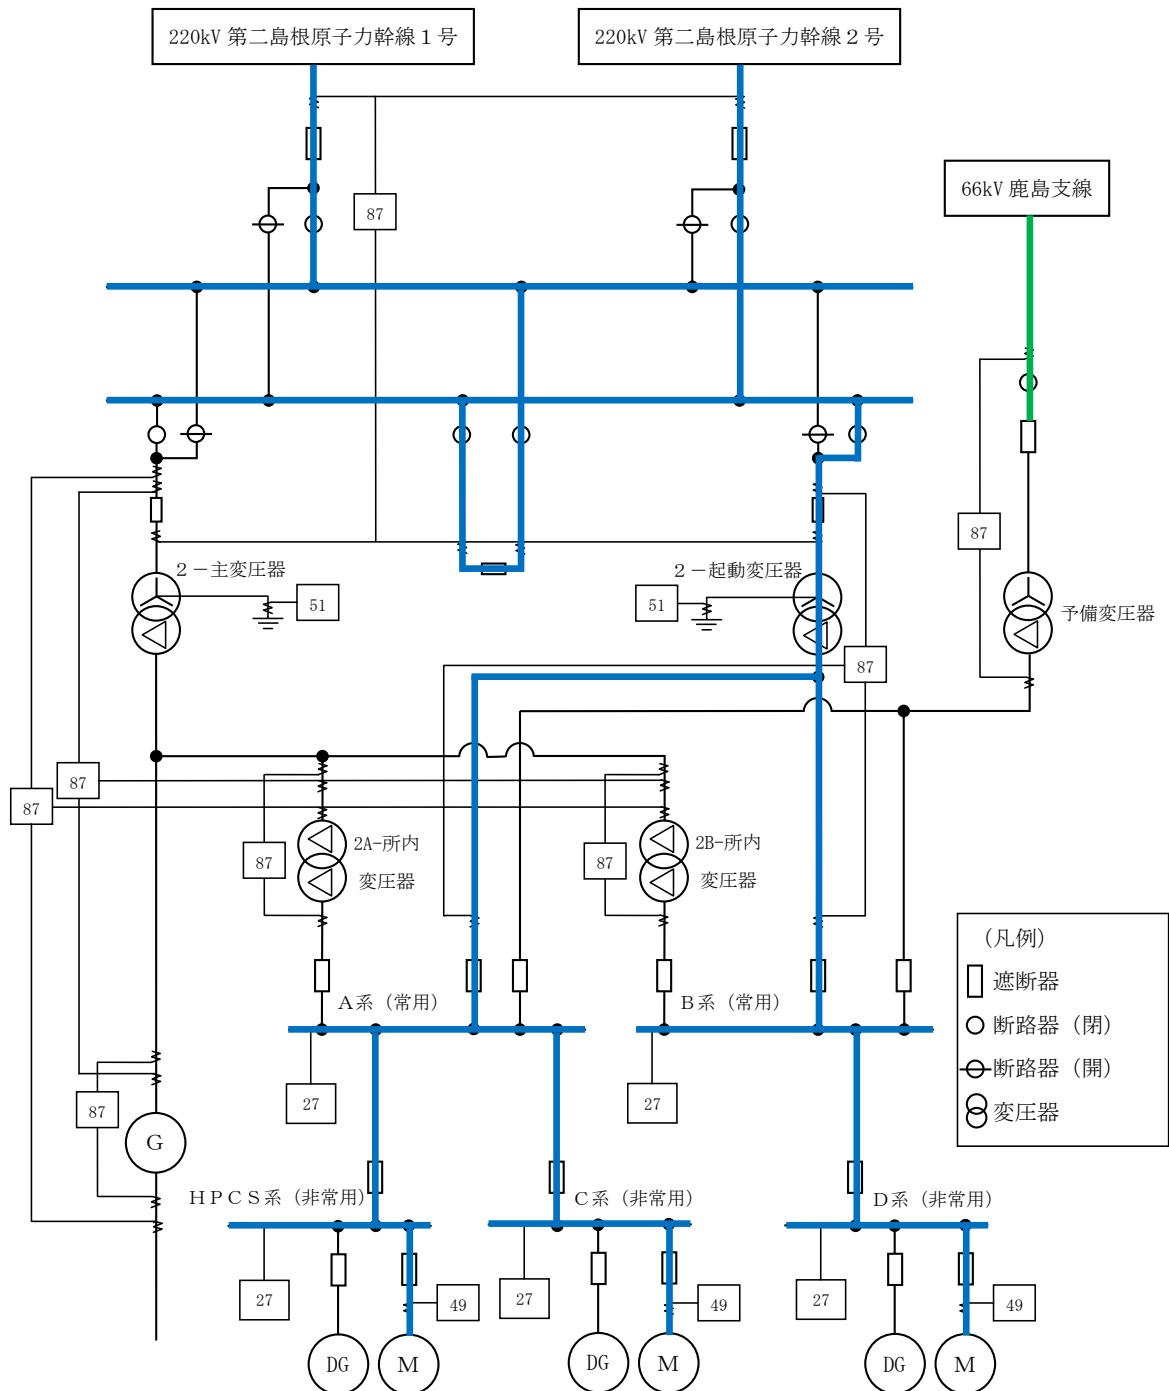 220kV 第二島根原子力幹線１号
220kV 第二島根原子力幹線２号
66kV 鹿島支線
87
87
２－主変圧器
51
２－起動変圧器
51
予備変圧器
87
87
87
2A-所内
変圧器
87
2B-所内
変圧器
87
(凡例)
遮断器
断路器（閉）
断路器（開）
変圧器
Ａ系（常用）
Ｂ系（常用）
27
27
87
G
ＨＰＣＳ系（非常用）
Ｃ系（非常用）
Ｄ系（非常用）
27
49
27
49
27
49
DG
M
DG
M
DG
M